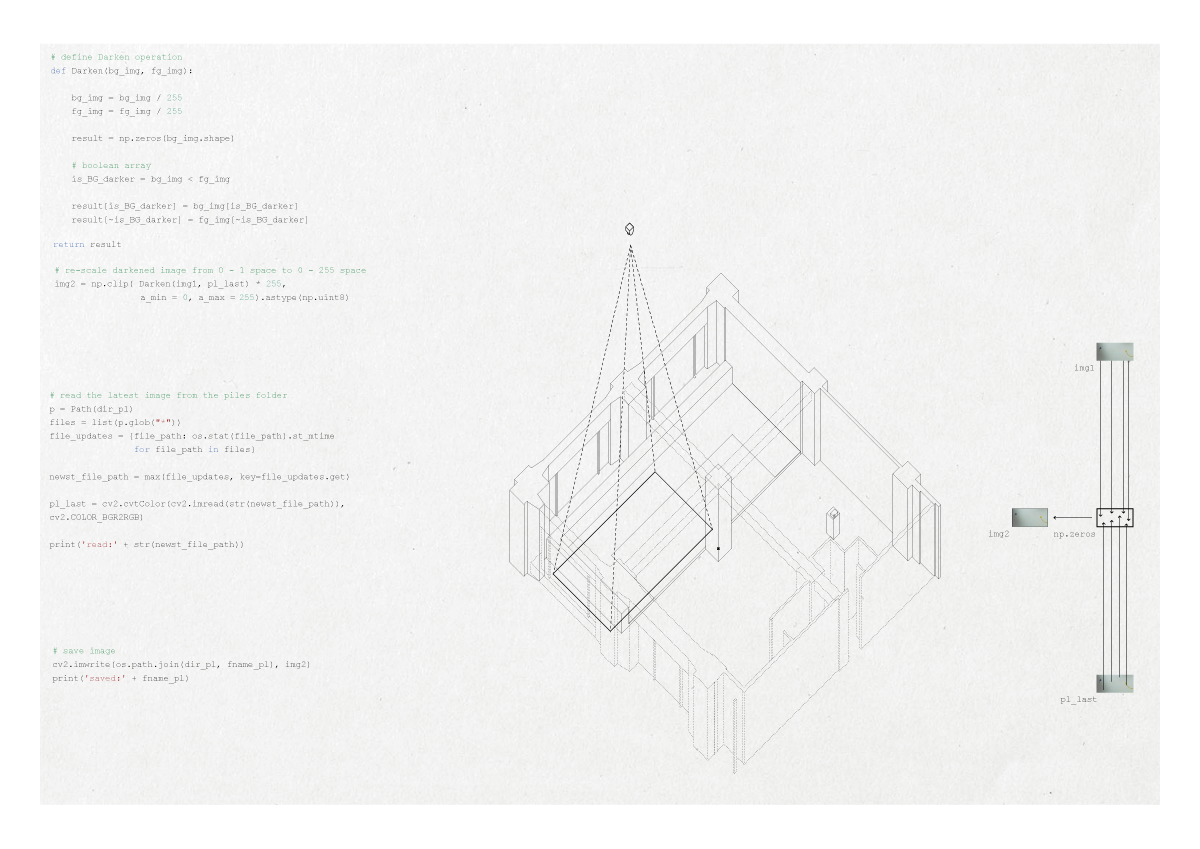 # define Darken operation
def Darken(bg_img, fg_img):
bg_img = bg_img / 255
fg_img = fg_img / 255
result = np.zeros(bg_img.shape)
# boolean array
is_BG_darker = bg_img < fg_img
result[is_BG_darker] = bg_img[is_BG_darker]
result[~is_BG_darker] = fg_img[~is_BG_darker]
return result
# re-scale darkened image from 0 - 1 space to 0 - 255 space
img2 = np.clip( Darken(img1, pl_last) * 255,
a_min = 0, a_max = 255).astype(np.uint8)
# read the latest image from the piles folder
p = Path(dir_pl)
files = list(p.glob("*"))
file_updates = {file_path: os.stat(file_path).st_mtime
for file_path in files}
newst_file_path = max(file_updates, key=file_updates.get)
pl_last = cv2.cvtColor(cv2.imread(str(newst_file_path)),
cv2.COLOR_BGR2RGB)
print('read:' + str(newst_file_path))
# save image
cv2.imwrite(os.path.join(dir_pl, fname_pl), img2)
print('saved:' + fname_pl)
img1
img2
np.zeros
pl_last